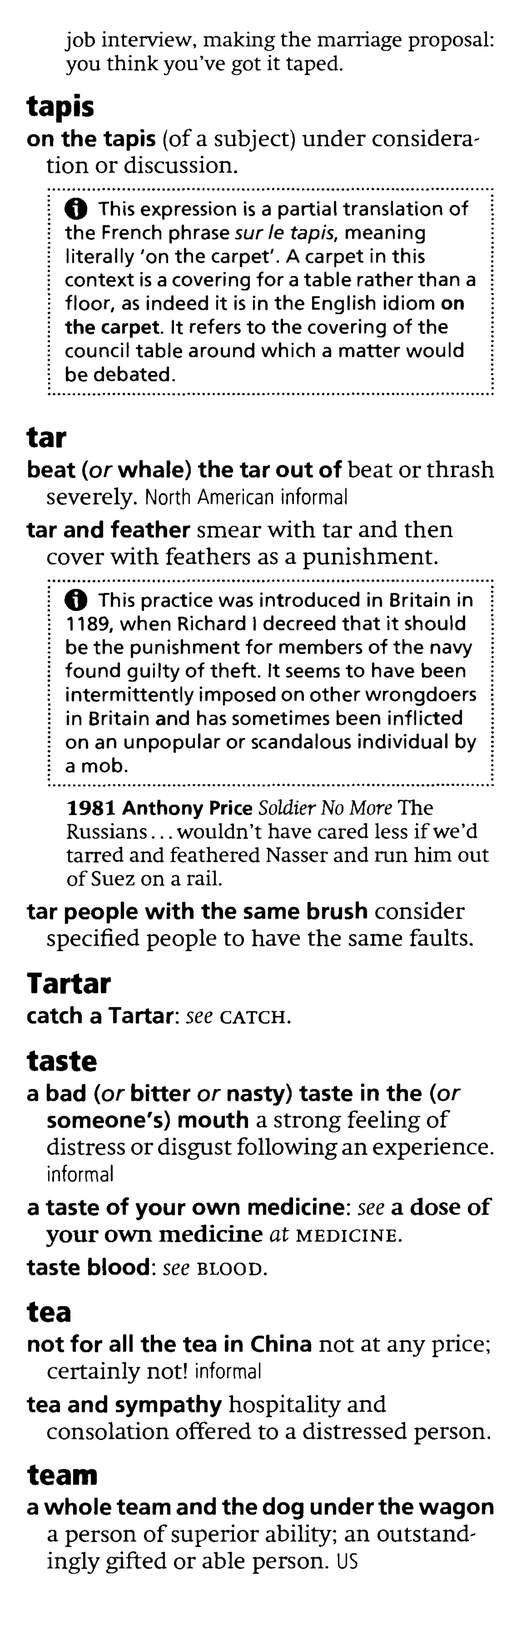 job interview, making the marriage proposal:
you think you've got it taped.
tapis
on the tapis (of a subject) under considera-
tion or discussion.
This expression is a partial translation of
the French phrase sur le tapis, meaning
literally 'on the carpet'. A carpet in this
context is a covering for a table rather than a
floor, as indeed it is in the English idiom on
the carpet. It refers to the covering of the
council table around which a matter would
be debated.
tar
beat (or whale) the tar out of beat or thrash
severely. North American informal
tar and feather smear with tar and then
cover with feathers as a punishment.
This practice was introduced in Britain in
1189, when Richard I decreed that it should
be the punishment for members of the navy
found guilty of theft. It seems to have been
intermittently imposed on other wrongdoers
in Britain and has sometimes been inflicted
on an unpopular or scandalous individual by
a mob.
1981 Anthony Price Soldier No More The
Russians...wouldn't have cared less if we'd
tarred and feathered Nasser and run him out
of Suez on a rail.
tar people with the same brush consider
specified people to have the same faults.
Tartar
catch a Tartar: see CATCH.
taste
a bad (or bitter or nasty) taste in the (or
someone's) mouth a strong feeling of
distress or disgust following an experience.
informal
a taste of your own medicine: see a dose of
your own medicine at MEDICINE.
taste blood: see BLOOD.
tea
not for all the tea in China not at any price;
certainly not! informal
tea and sympathy hospitality and
consolation offered to a distressed person.
team
a whole team and the dog under the wagon
a person of superior ability; an outstand-
ingly gifted or able person. US